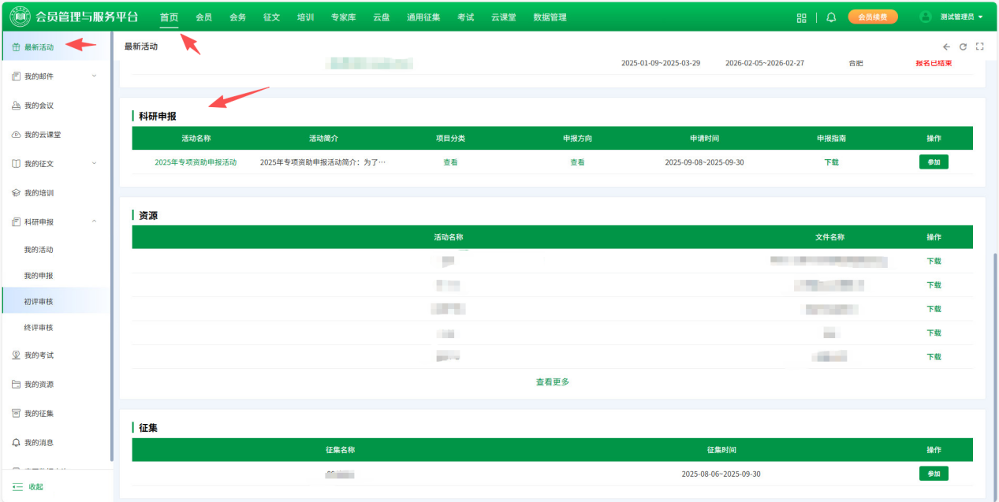 会员管理与服务平台 首页 会员 会务 征文 培训 专家库 云盘 通用征集 考试 云课堂 数据管理 会员续费 测试管理员
最新活动
我的邮件
我的会议
我的云课堂
我的征文
我的培训
科研申报
我的活动
我的申报
初评审核
终评审核
我的考试
我的资源
我的征集
我的消息
收起
最新活动
2025-01-09~2025-03-29 2026-02-05~2026-02-27 合肥 报名已结束
科研申报
活动名称 活动简介 项目分类 申报方向 申请时间 申报指南 操作
2025年专项资助申报活动 2025年专项资助申报活动简介：为了… 查看 查看 2025-09-08~2025-09-30 下载 参加
资源
活动名称 文件名称 操作
下载
下载
下载
下载
下载
查看更多
征集
征集名称 征集时间 操作
2025-08-06~2025-09-30 参加